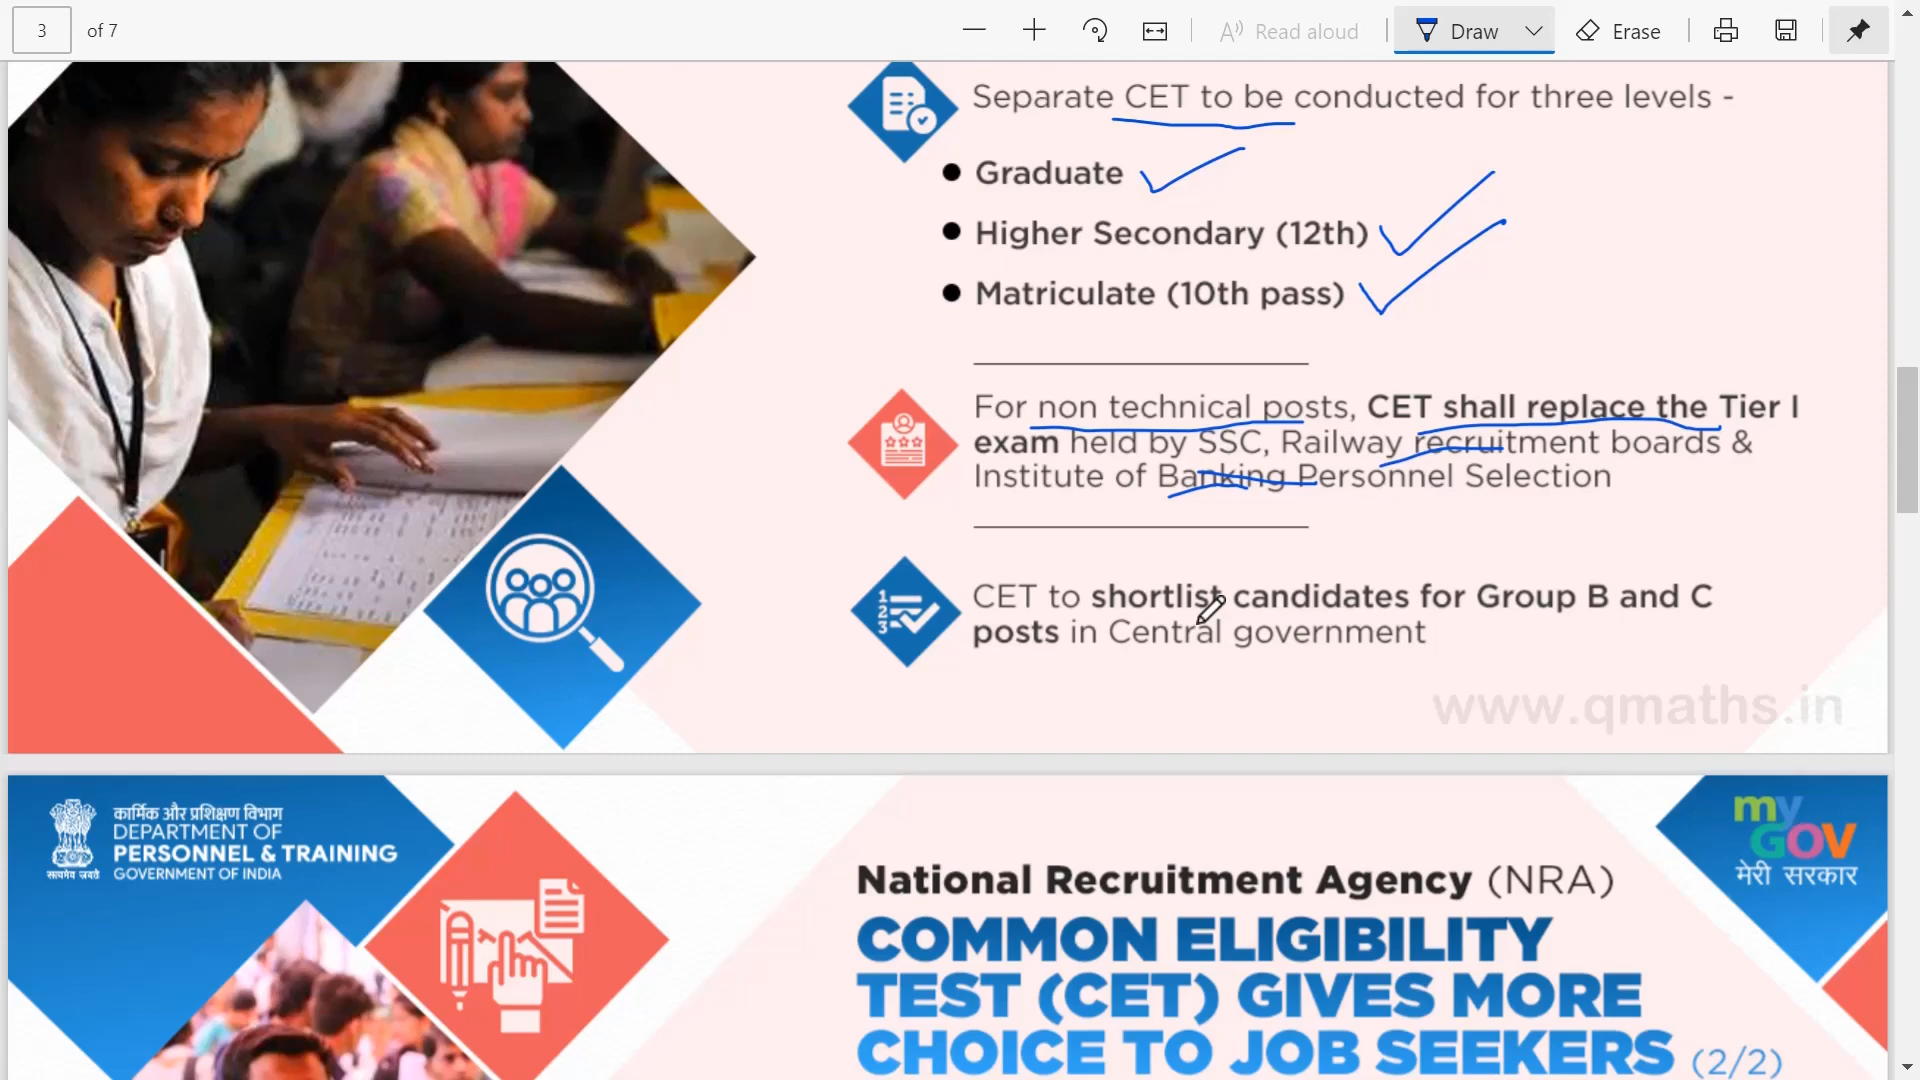 3 of 7
Read aloud
Draw
Erase
Separate CET to be conducted for three levels -
Graduate
Higher Secondary (12th)
Matriculate (10th pass)
For non technical posts, CET shall replace the Tier I
exam held by SSC, Railway recruitment boards &
Institute of Banking Personnel Selection
1
2
3
CET to shortlist candidates for Group B and C
posts in Central government
www.qmaths.in
कार्मिक और प्रशिक्षण विभाग
DEPARTMENT OF
PERSONNEL & TRAINING
GOVERNMENT OF INDIA
सत्यमेव जयते
my
GOV
मेरी सरकार
National Recruitment Agency (NRA)
COMMON ELIGIBILITY
TEST (CET) GIVES MORE
CHOICE TO JOB SEEKERS (2/2)